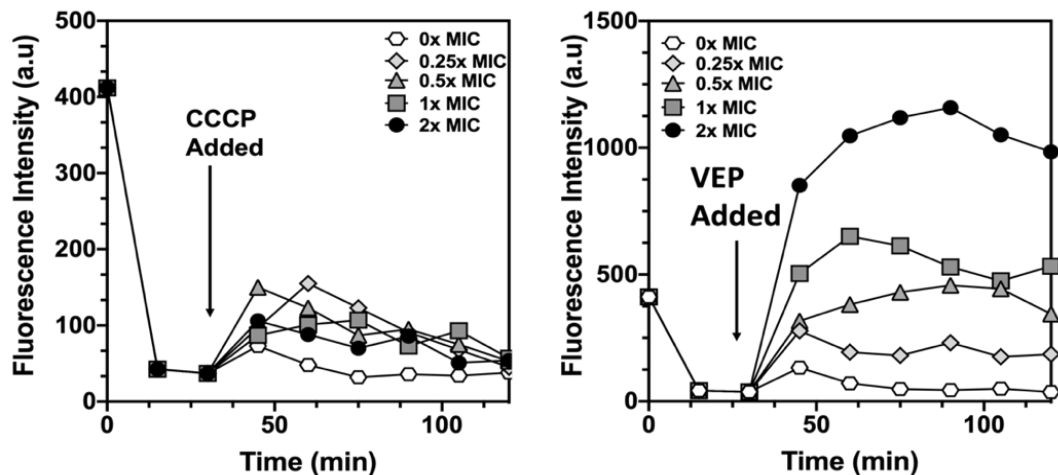 500
400
300
200
100
0
Fluorescence Intensity (a.u)
0x MIC
0.25x MIC
0.5x MIC
1x MIC
2x MIC
CCCP
Added
0
50
100
Time (min)
1500
1000
500
0
Fluorescence Intensity (a.u)
0x MIC
0.25x MIC
0.5x MIC
1x MIC
2x MIC
VEP
Added
0
50
100
Time (min)